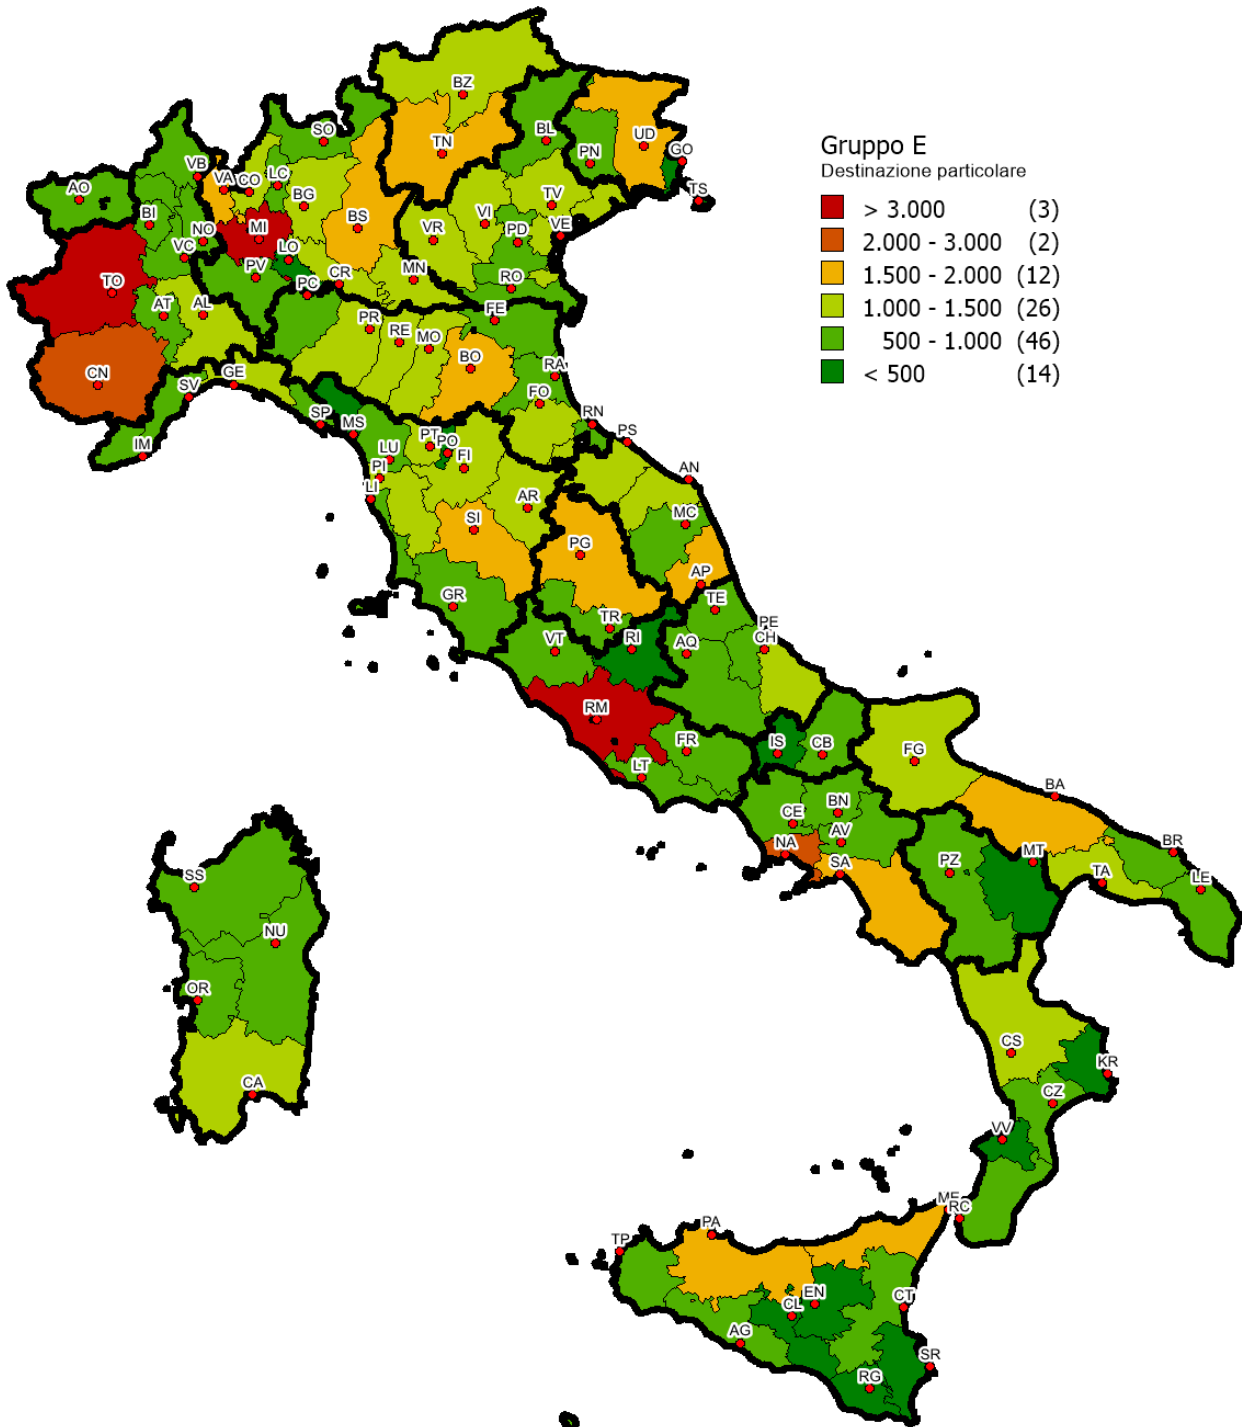 Gruppo E
Destinazione particolare
> 3.000 (3)
2.000 - 3.000 (2)
1.500 - 2.000 (12)
1.000 - 1.500 (26)
500 - 1.000 (46)
< 500 (14)
BZ
SO
BL
UD
TN
PN
GO
VB
VA
CO
LC
AO
BG
TV
TS
BI
BS
VI
VE
NO
MI
VR
PD
VC
LO
PV
CR
MN
RO
TO
PC
AT
AL
FE
PR
RE
MO
BO
CN
GE
RA
SV
FO
SP
MS
RN
IM
PS
LU
PT
PO
FI
PI
LI
AN
AR
MC
SI
PG
AP
GR
TE
TR
PE
VT
RI
AQ
CH
RM
FR
IS
CB
LT
FG
BA
CE
BN
AV
NA
SA
BR
MT
PZ
TA
LE
SS
NU
OR
CS
KR
CA
CZ
VV
ME
RC
PA
TP
EN
CL
CT
AG
SR
RG